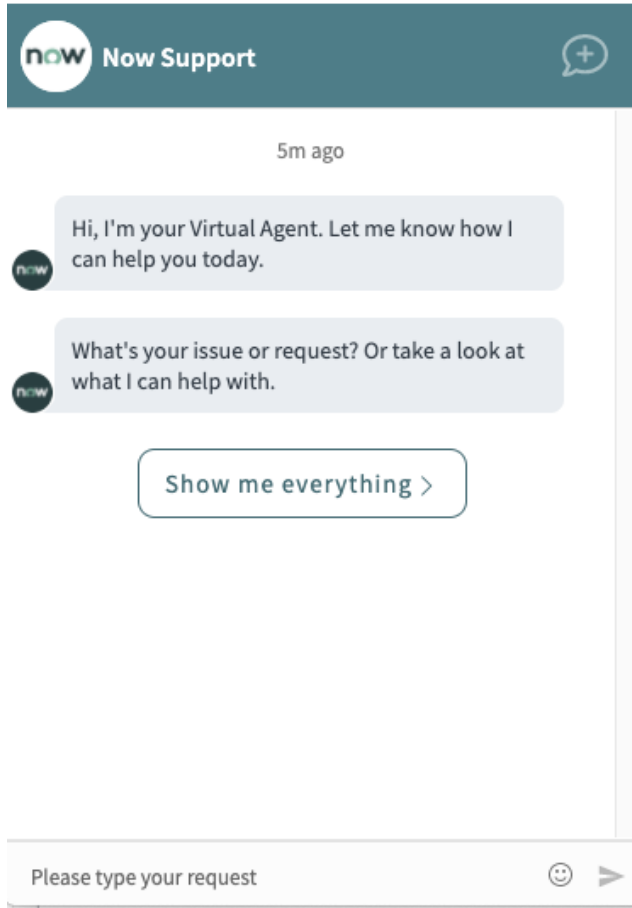 now Now Support
5m ago
Hi, I'm your Virtual Agent. Let me know how I
can help you today.
now
What's your issue or request? Or take a look at
what I can help with.
now
Show me everything >
Please type your request